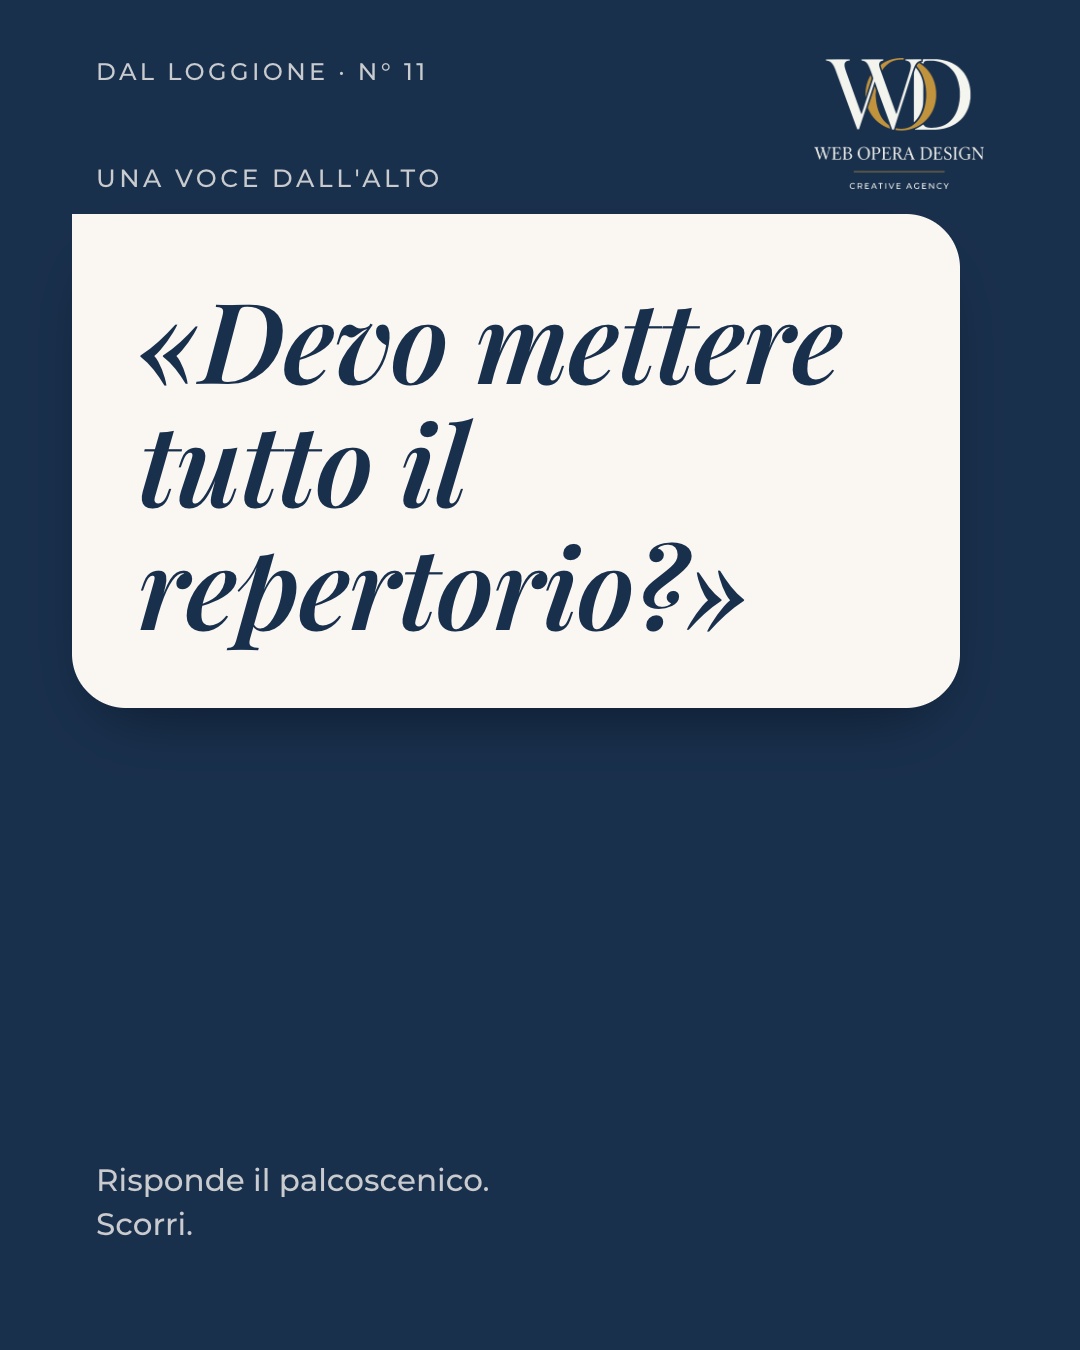 DAL LOGGIONE · N° 11
WOD
WEB OPERA DESIGN
CREATIVE AGENCY
UNA VOCE DALL'ALTO
«Devo mettere
tutto il
repertorio?»
Risponde il palcoscenico.
Scorri.